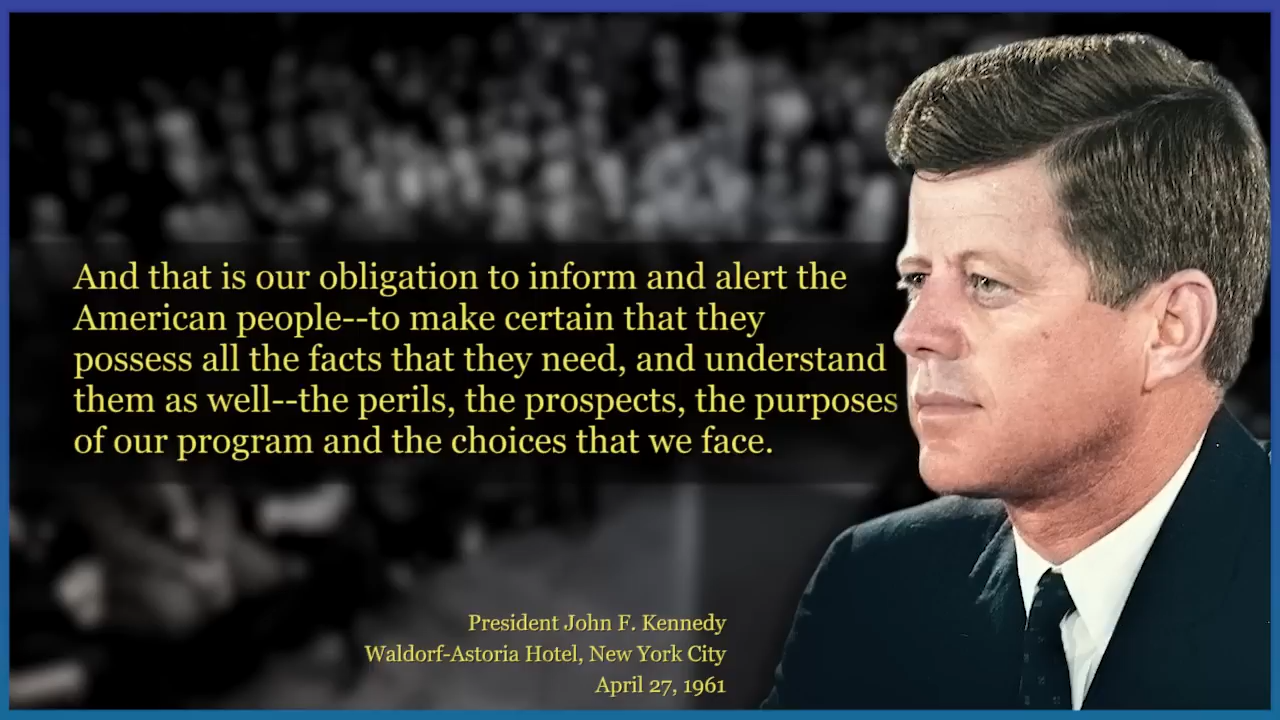 And that is our obligation to inform and alert the
American people--to make certain that they
possess all the facts that they need, and understand
them as well--the perils, the prospects, the purposes
of our program and the choices that we face.
President John F. Kennedy
Waldorf-Astoria Hotel, New York City
April 27, 1961